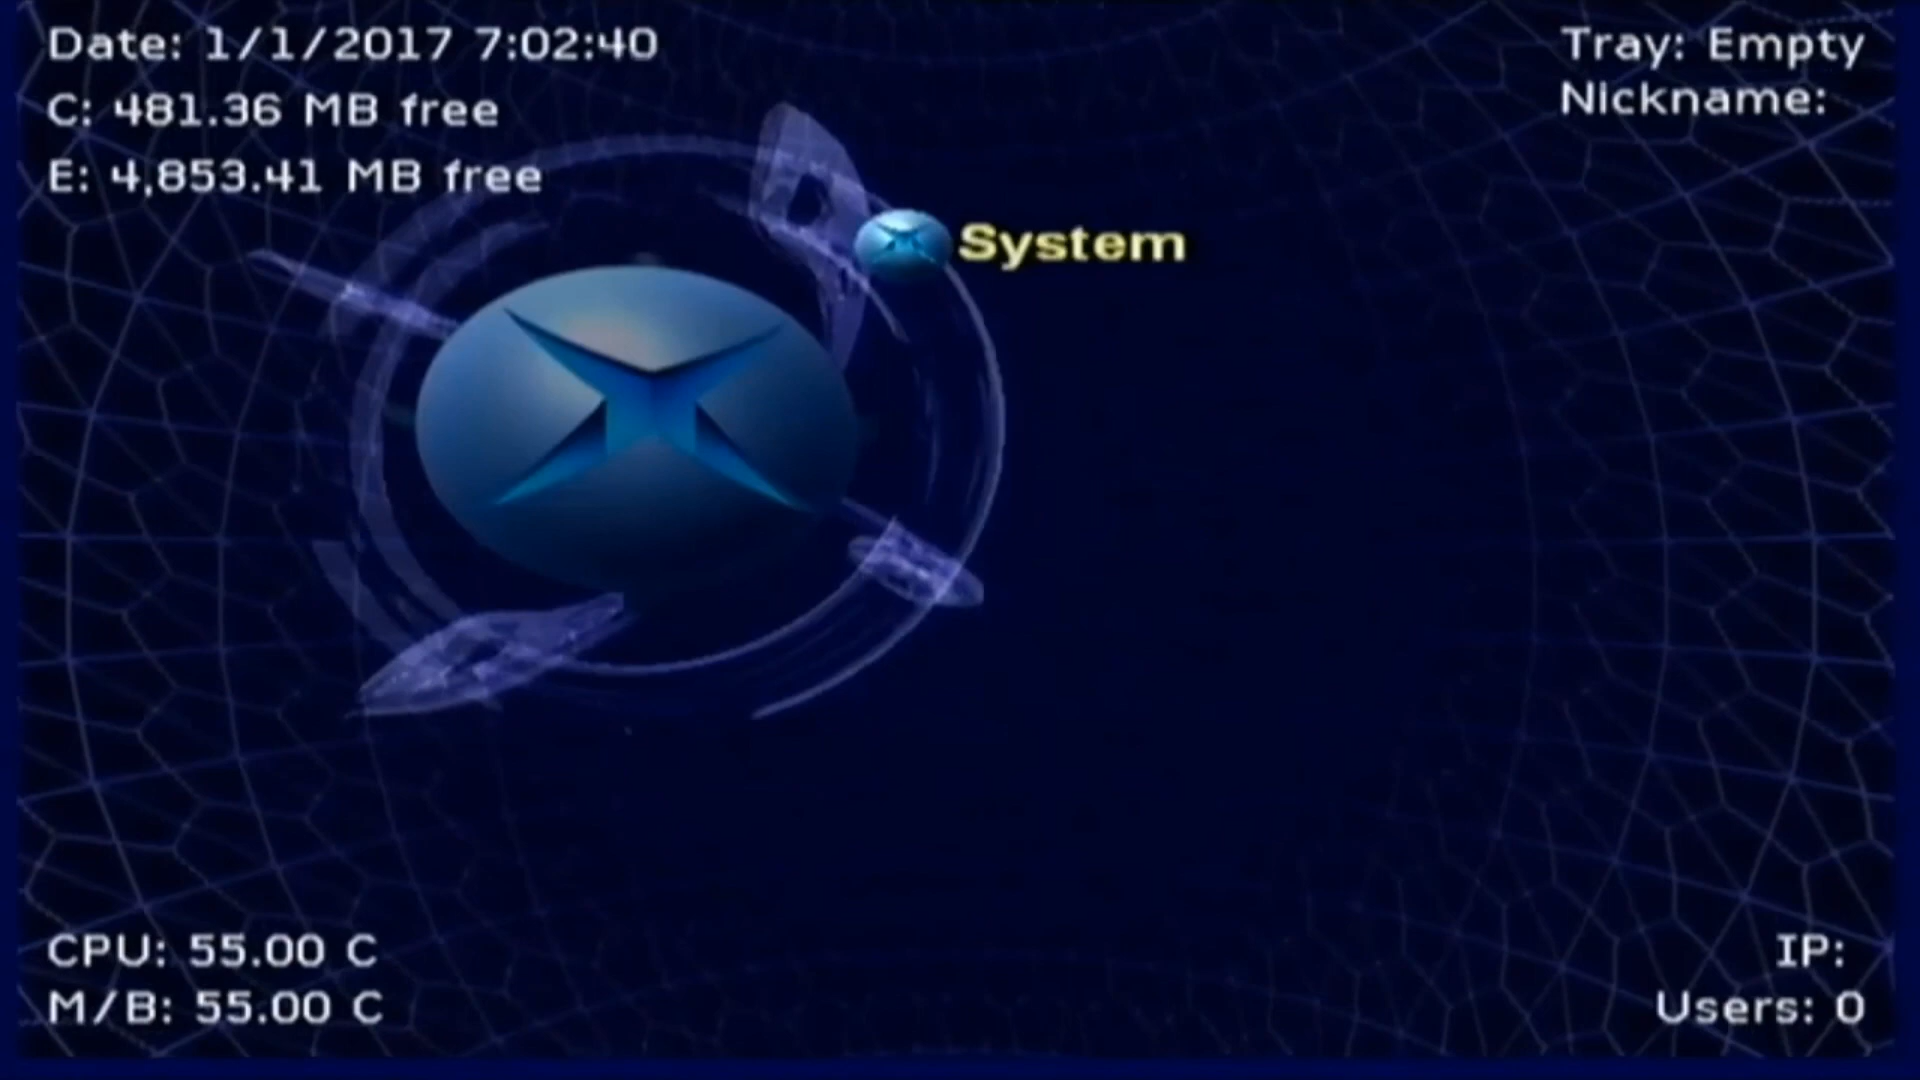 Date: 1/1/2017 7:02:40
C: 481.36 MB free
E: 4,853.41 MB free
Tray: Empty
Nickname:
System
CPU: 55.00 C
M/B: 55.00 C
IP:
Users: 0